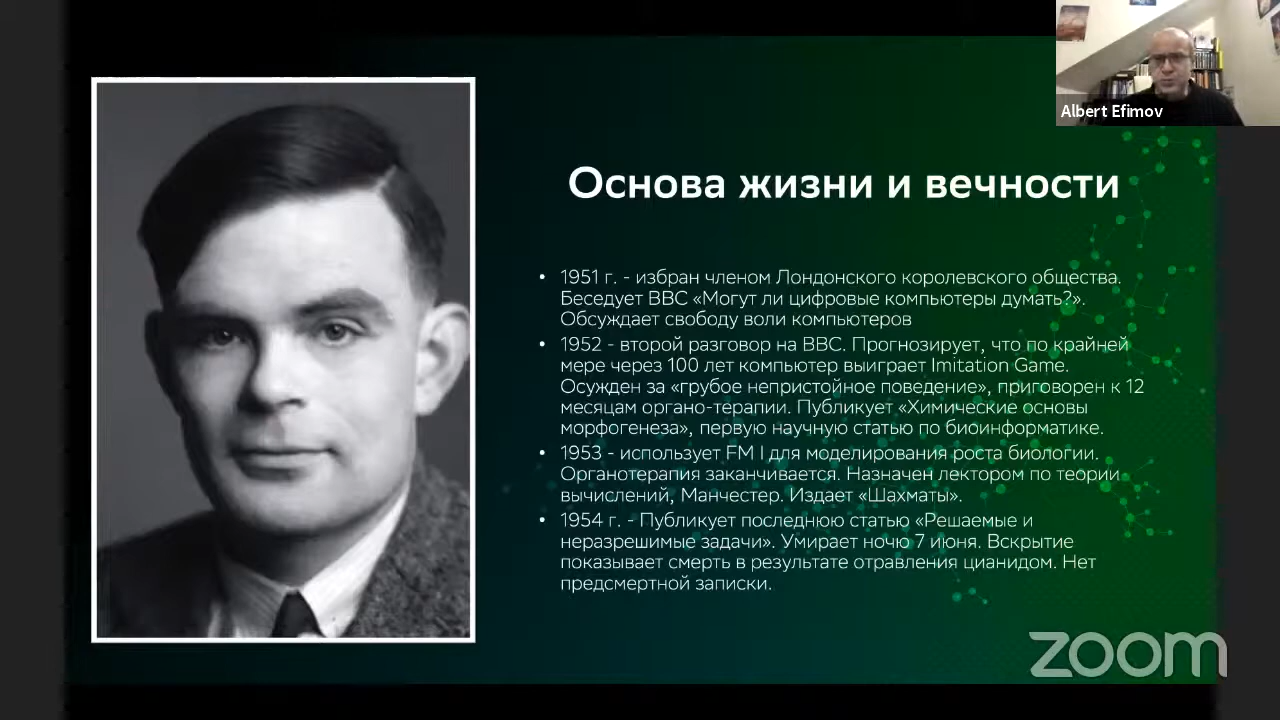 Albert Efimov
Основа жизни и вечности
• 1951 г. - избран членом Лондонского королевского общества.
Беседует BBC «Могут ли цифровые компьютеры думать?».
Обсуждает свободу воли компьютеров
• 1952 - второй разговор на BBC. Прогнозирует, что по крайней
мере через 100 лет компьютер выиграет Imitation Game.
Осужден за «грубое непристойное поведение», приговорен к 12
месяцам органо-терапии. Публикует «Химические основы
морфогенеза», первую научную статью по биоинформатике.
• 1953 - использует FM I для моделирования роста биологии.
Органотерапия заканчивается. Назначен лектором по теории
вычислений, Манчестер. Издает «Шахматы».
• 1954 г. - Публикует последнюю статью «Решаемые и
неразрешимые задачи». Умирает ночю 7 июня. Вскрытие
показывает смерть в результате отравления цианидом. Нет
предсмертной записки.
zoom